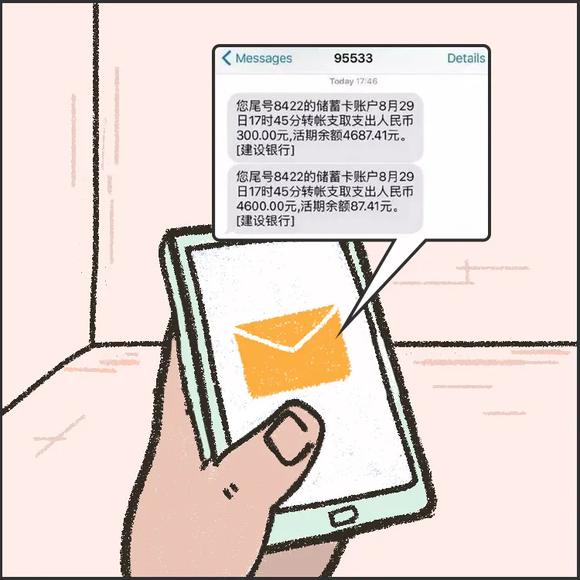 Messages 95533 Details
Today 17:46
您尾号8422的储蓄卡账户8月29
日17时45分转帐支取支出人民币
300.00元,活期余额4687.41元。
[建设银行]
您尾号8422的储蓄卡账户8月29
日17时45分转帐支取支出人民币
4600.00元,活期余额87.41元。
[建设银行]